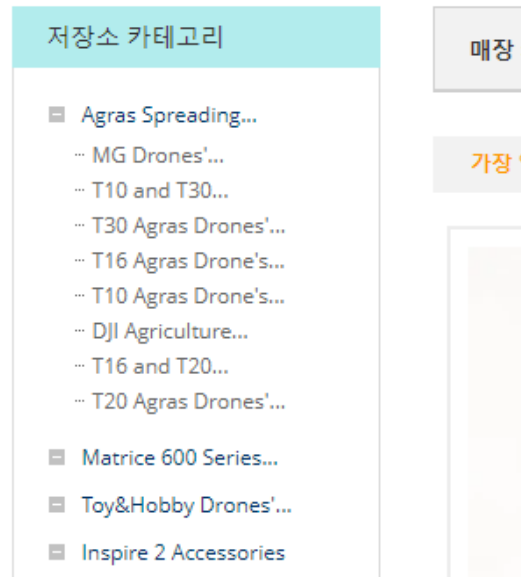 저장소 카테고리
매장
Agras Spreading...
MG Drones'...
T10 and T30...
T30 Agras Drones'...
T16 Agras Drone's...
T10 Agras Drone's...
DJI Agriculture...
T16 and T20...
T20 Agras Drones'...
Matrice 600 Series...
Toy&Hobby Drones'...
Inspire 2 Accessories
가장